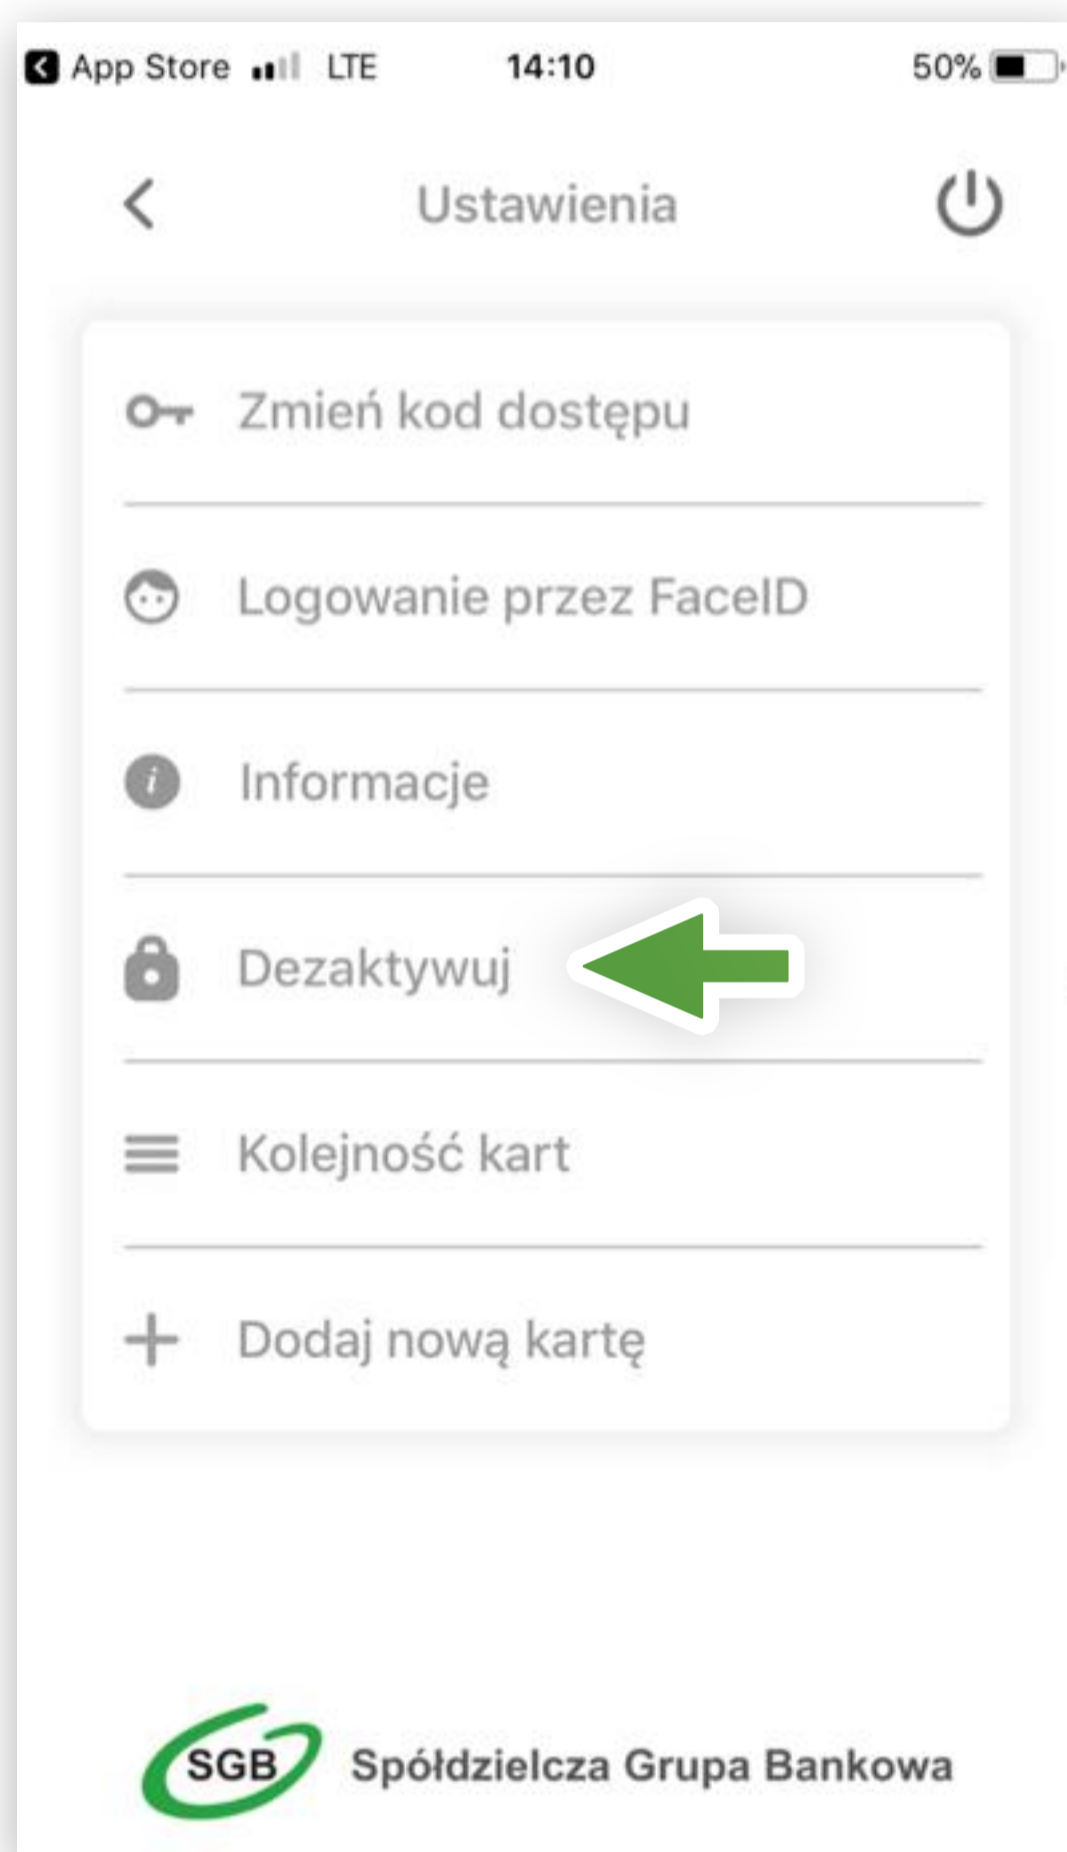 App Store LTE 14:10 50%
Ustawienia
Zmień kod dostępu
Logowanie przez FaceID
i Informacje
Dezaktywuj
Kolejność kart
Dodaj nową kartę
SGB Spółdzielcza Grupa Bankowa